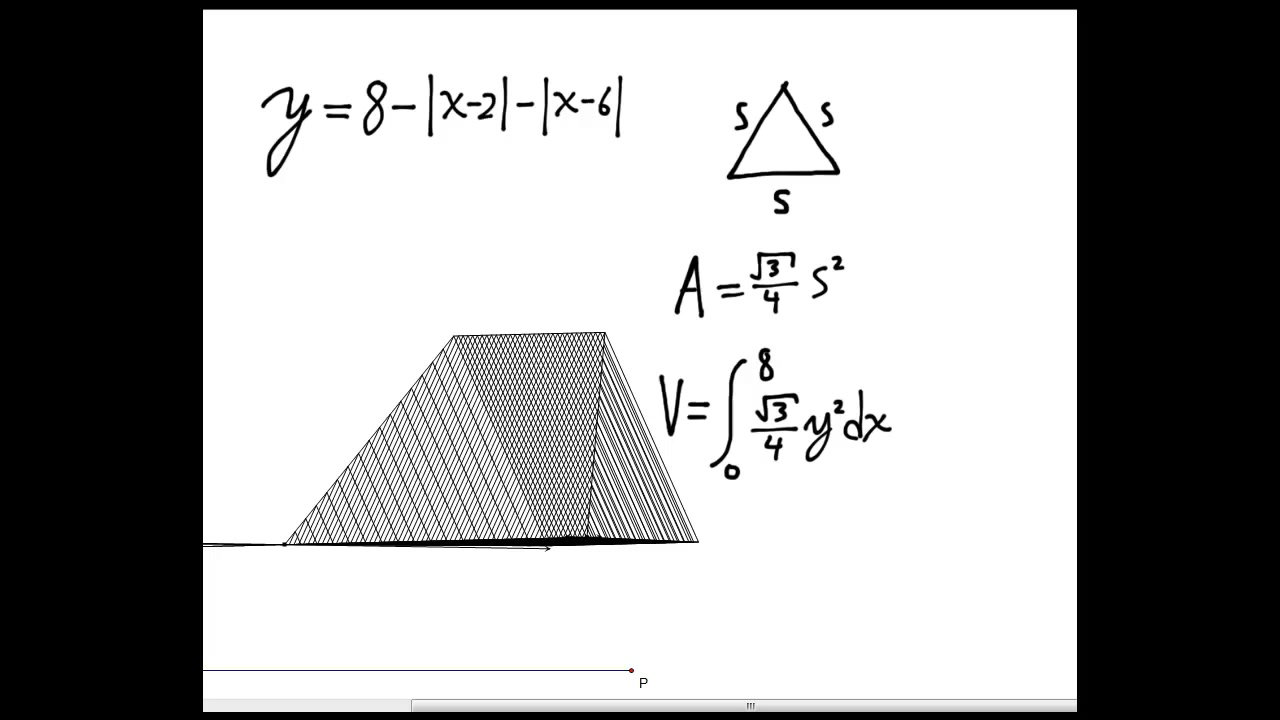 y = 8 - |x-2| - |x-6|
s s
s
A = √3/4 s²
V = ∫₀⁸ √3/4 y² dx
P